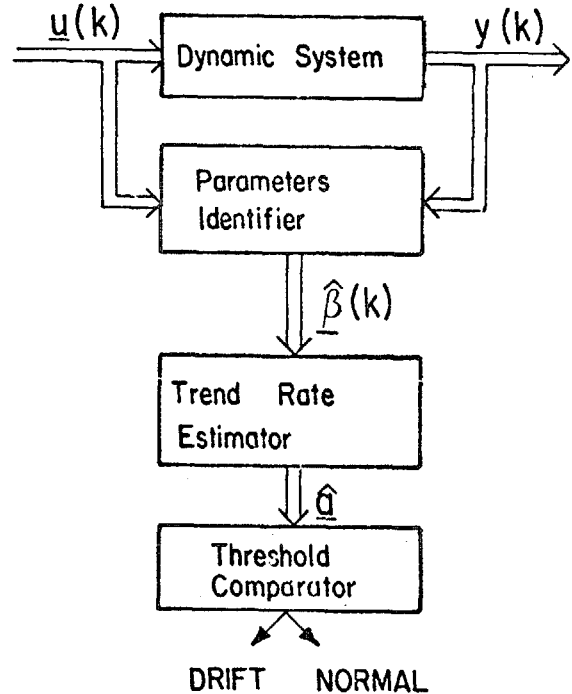 u(k)
Dynamic System
y(k)
Parameters
Identifier
β̂(k)
Trend Rate
Estimator
â
Threshold
Comparator
DRIFT NORMAL